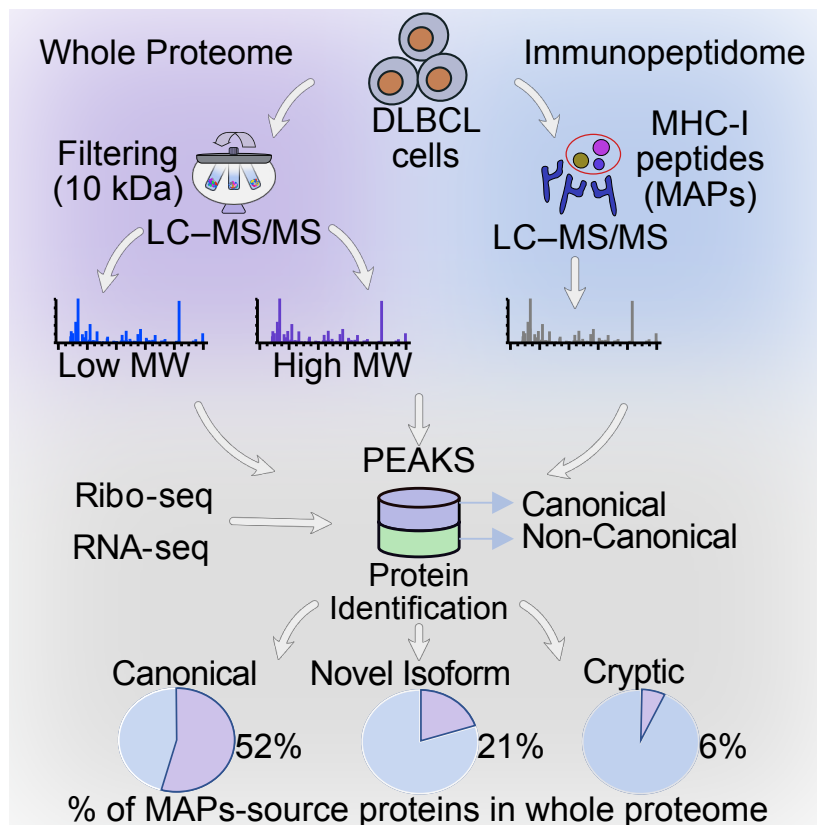 Whole Proteome
Immunopeptidome
DLBCL
cells
Filtering
(10 kDa)
LC–MS/MS
MHC-I
peptides
(MAPs)
LC–MS/MS
Low MW
High MW
PEAKS
Ribo-seq
RNA-seq
Canonical
Non-Canonical
Protein
Identification
Canonical
Novel Isoform
Cryptic
52%
21%
6%
% of MAPs-source proteins in whole proteome